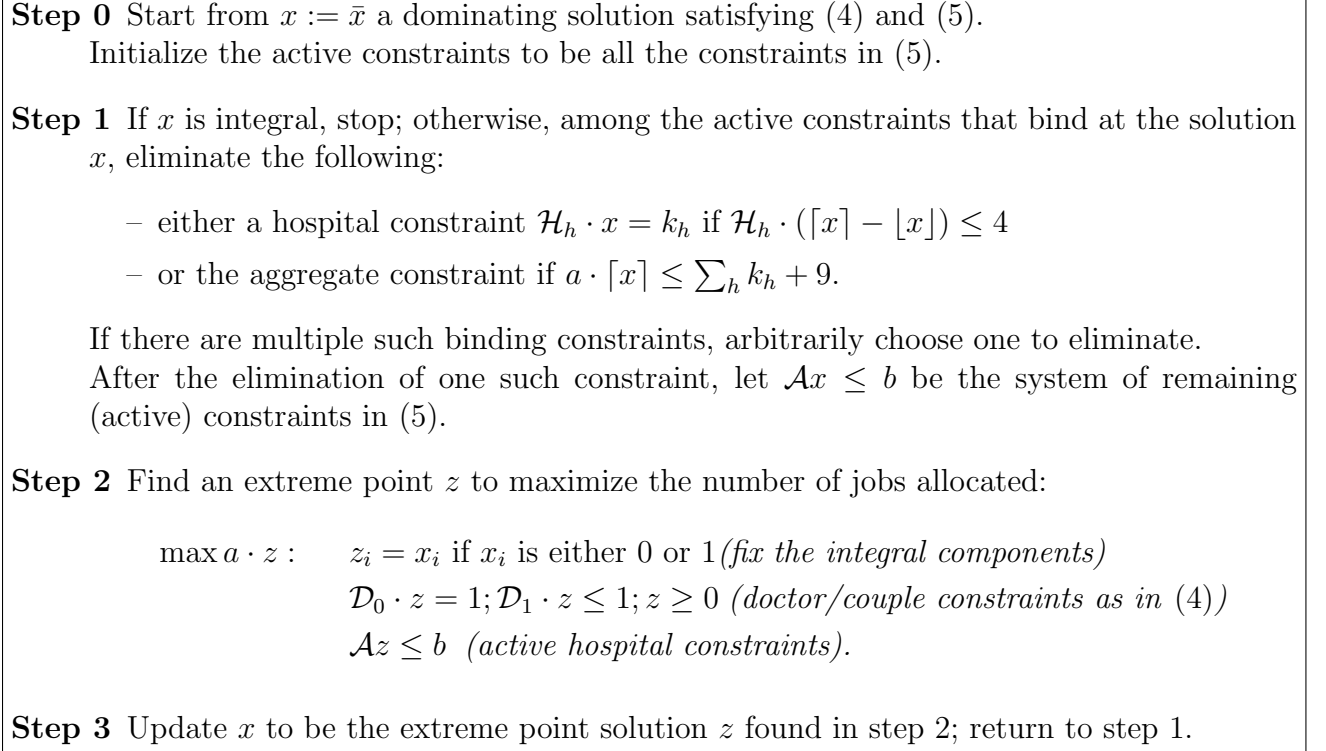 Step 0 Start from x := x̄ a dominating solution satisfying (4) and (5).
Initialize the active constraints to be all the constraints in (5).
Step 1 If x is integral, stop; otherwise, among the active constraints that bind at the solution
x, eliminate the following:
– either a hospital constraint ℋ_h · x = k_h if ℋ_h · (⌈x⌉ − ⌊x⌋) ≤ 4
– or the aggregate constraint if a · ⌈x⌉ ≤ ∑_h k_h + 9.
If there are multiple such binding constraints, arbitrarily choose one to eliminate.
After the elimination of one such constraint, let 𝒜x ≤ b be the system of remaining
(active) constraints in (5).
Step 2 Find an extreme point z to maximize the number of jobs allocated:
max a · z : z_i = x_i if x_i is either 0 or 1(fix the integral components)
𝒟_0 · z = 1; 𝒟_1 · z ≤ 1; z ≥ 0 (doctor/couple constraints as in (4))
𝒜z ≤ b (active hospital constraints).
Step 3 Update x to be the extreme point solution z found in step 2; return to step 1.